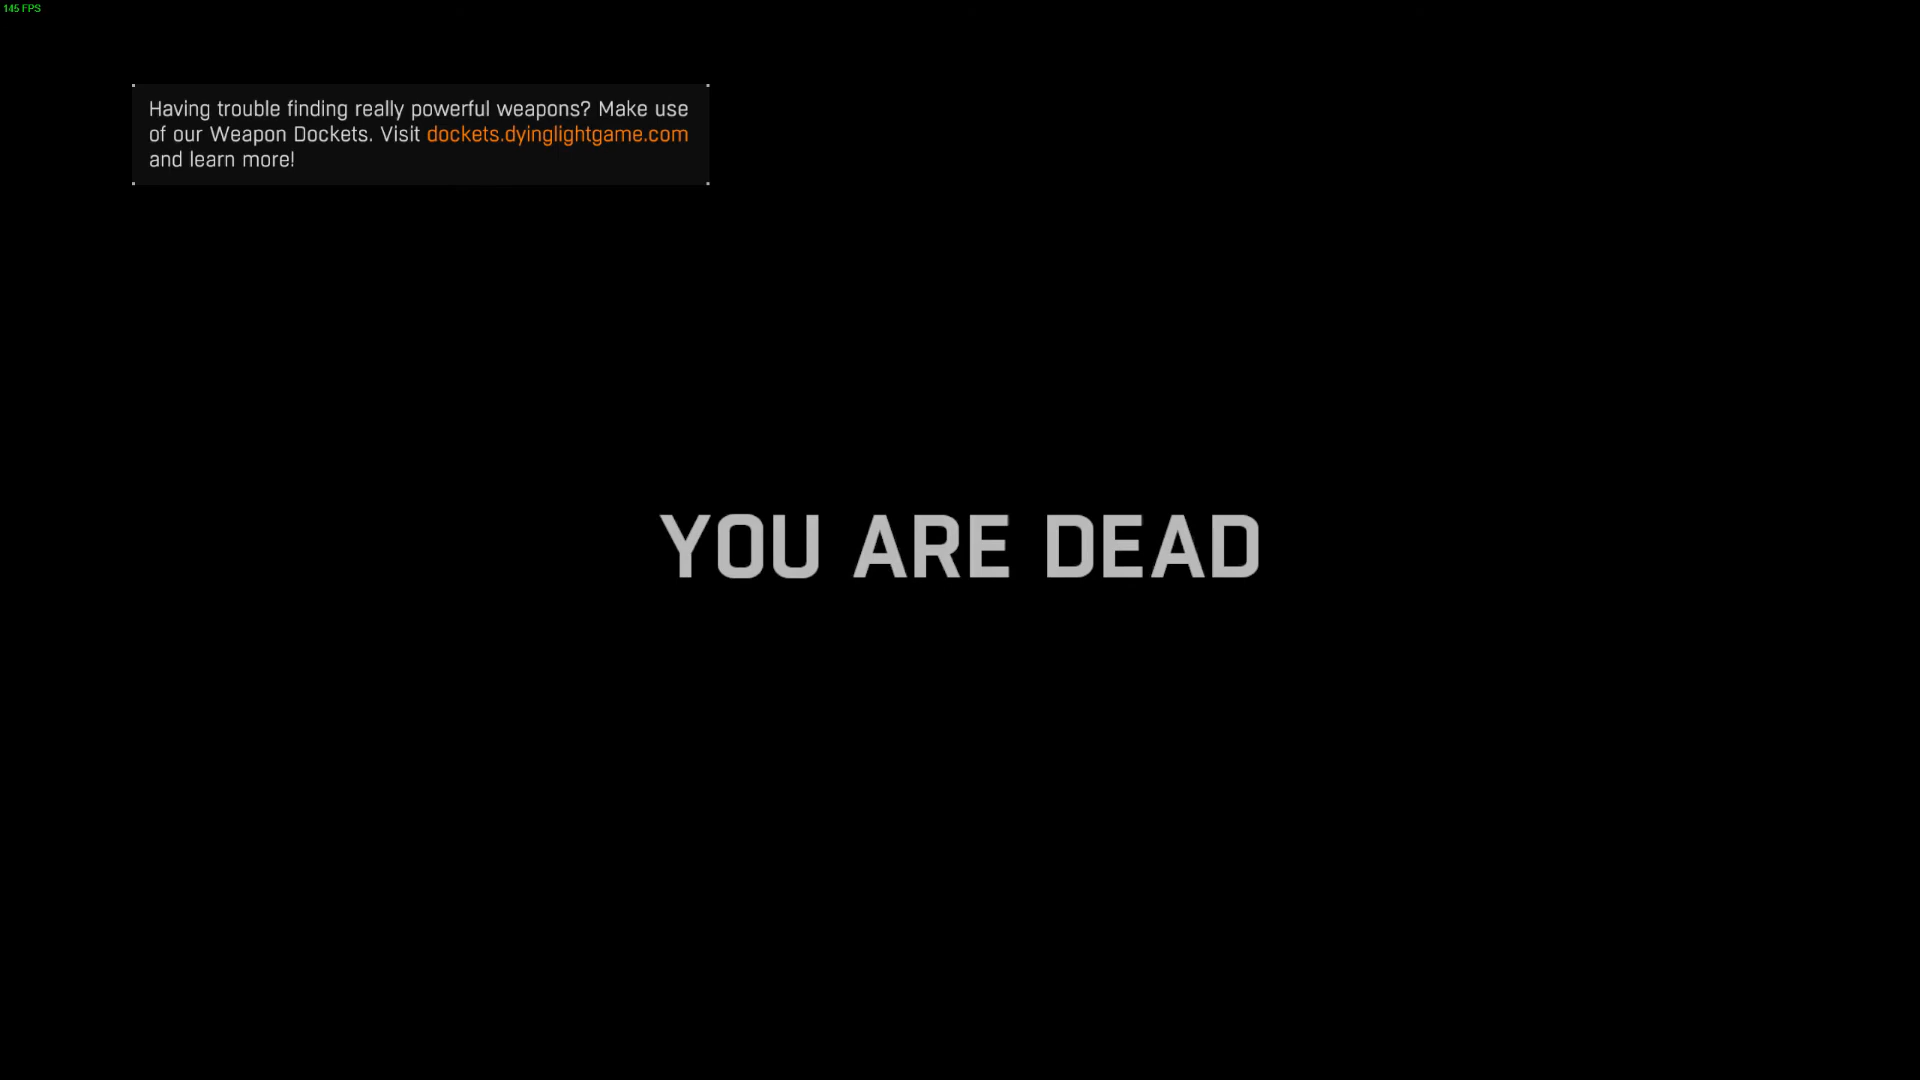 145 FPS
Having trouble finding really powerful weapons? Make use
of our Weapon Dockets. Visit dockets.dyinglightgame.com
and learn more!
YOU ARE DEAD